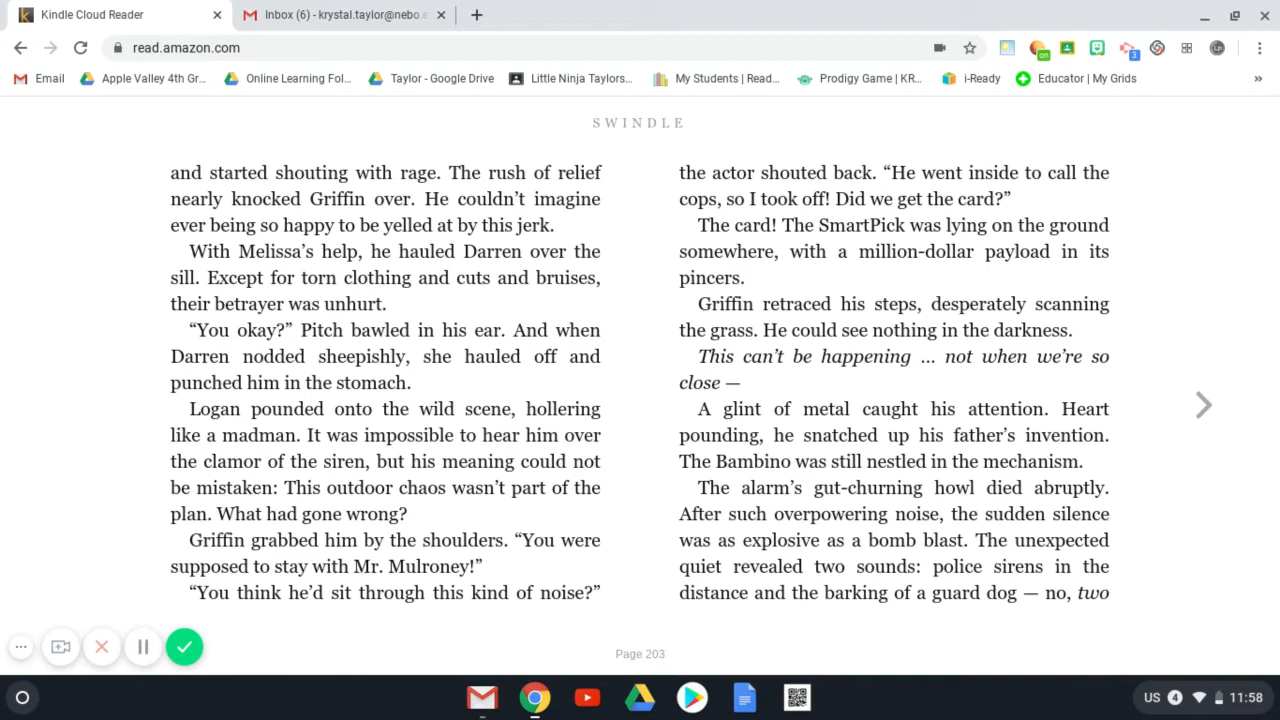 Kindle Cloud Reader
Inbox (6) - krystal.taylor@nebo.e
read.amazon.com
on
3
Email
Apple Valley 4th Gr...
Online Learning Fol...
Taylor - Google Drive
Little Ninja Taylors...
My Students | Read...
Prodigy Game | KR...
i-Ready
Educator | My Grids
»
SWINDLE
and started shouting with rage. The rush of relief
nearly knocked Griffin over. He couldn’t imagine
ever being so happy to be yelled at by this jerk.
With Melissa’s help, he hauled Darren over the
sill. Except for torn clothing and cuts and bruises,
their betrayer was unhurt.
“You okay?” Pitch bawled in his ear. And when
Darren nodded sheepishly, she hauled off and
punched him in the stomach.
Logan pounded onto the wild scene, hollering
like a madman. It was impossible to hear him over
the clamor of the siren, but his meaning could not
be mistaken: This outdoor chaos wasn’t part of the
plan. What had gone wrong?
Griffin grabbed him by the shoulders. “You were
supposed to stay with Mr. Mulroney!”
“You think he’d sit through this kind of noise?”
the actor shouted back. “He went inside to call the
cops, so I took off! Did we get the card?”
The card! The SmartPick was lying on the ground
somewhere, with a million-dollar payload in its
pincers.
Griffin retraced his steps, desperately scanning
the grass. He could see nothing in the darkness.
This can’t be happening ... not when we’re so
close —
A glint of metal caught his attention. Heart
pounding, he snatched up his father’s invention.
The Bambino was still nestled in the mechanism.
The alarm’s gut-churning howl died abruptly.
After such overpowering noise, the sudden silence
was as explosive as a bomb blast. The unexpected
quiet revealed two sounds: police sirens in the
distance and the barking of a guard dog — no, two
Page 203
US 4 11:58